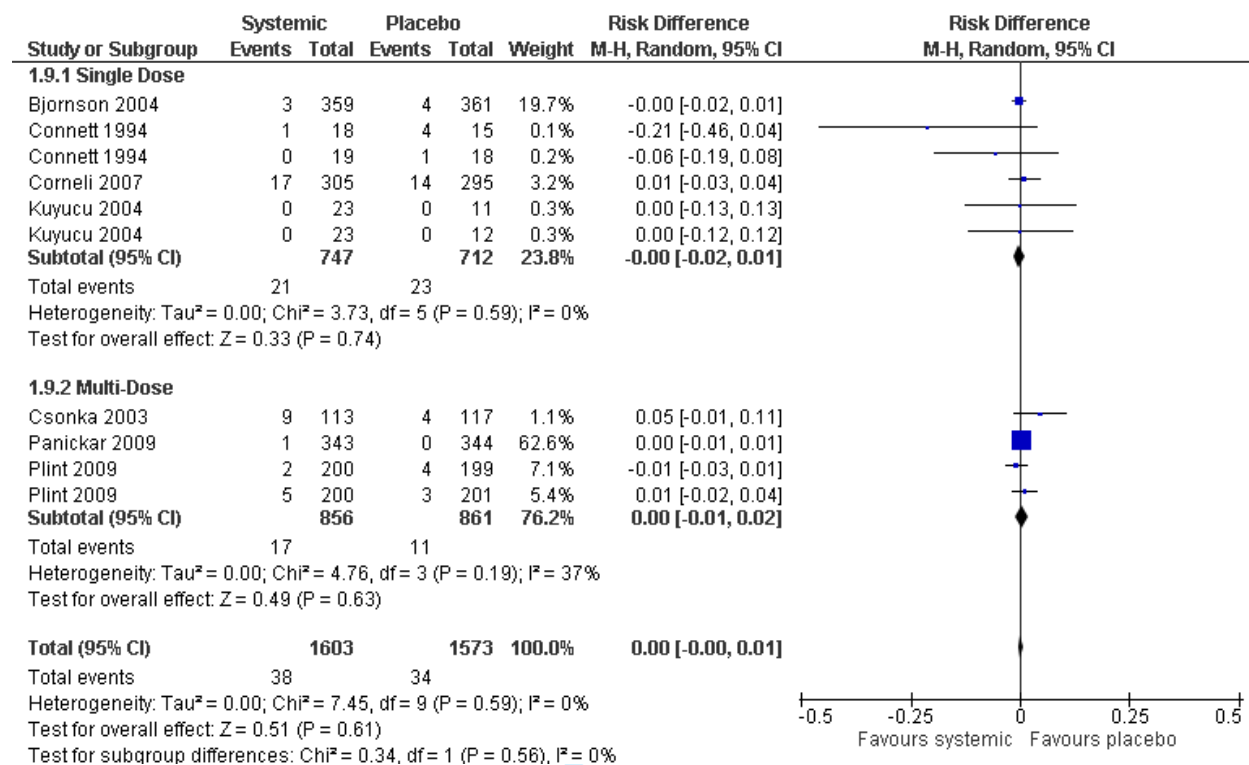 Systemic Placebo Risk Difference Risk Difference
Study or Subgroup Events Total Events Total Weight M-H, Random, 95% CI M-H, Random, 95% CI
1.9.1 Single Dose
Bjornson 2004 3 359 4 361 19.7% -0.00 [-0.02, 0.01]
Connett 1994 1 18 4 15 0.1% -0.21 [-0.46, 0.04]
Connett 1994 0 19 1 18 0.2% -0.06 [-0.19, 0.08]
Corneli 2007 17 305 14 295 3.2% 0.01 [-0.03, 0.04]
Kuyucu 2004 0 23 0 11 0.3% 0.00 [-0.13, 0.13]
Kuyucu 2004 0 23 0 12 0.3% 0.00 [-0.12, 0.12]
Subtotal (95% CI) 747 712 23.8% -0.00 [-0.02, 0.01]
Total events 21 23
Heterogeneity: Tau² = 0.00; Chi² = 3.73, df = 5 (P = 0.59); I² = 0%
Test for overall effect: Z = 0.33 (P = 0.74)
1.9.2 Multi-Dose
Csonka 2003 9 113 4 117 1.1% 0.05 [-0.01, 0.11]
Panickar 2009 1 343 0 344 62.6% 0.00 [-0.01, 0.01]
Plint 2009 2 200 4 199 7.1% -0.01 [-0.03, 0.01]
Plint 2009 5 200 3 201 5.4% 0.01 [-0.02, 0.04]
Subtotal (95% CI) 856 861 76.2% 0.00 [-0.01, 0.02]
Total events 17 11
Heterogeneity: Tau² = 0.00; Chi² = 4.76, df = 3 (P = 0.19); I² = 37%
Test for overall effect: Z = 0.49 (P = 0.63)
Total (95% CI) 1603 1573 100.0% 0.00 [-0.00, 0.01]
Total events 38 34
Heterogeneity: Tau² = 0.00; Chi² = 7.45, df = 9 (P = 0.59); I² = 0%
Test for overall effect: Z = 0.51 (P = 0.61)
Test for subgroup differences: Chi² = 0.34, df = 1 (P = 0.56), I² = 0%
-0.5 -0.25 0 0.25 0.5
Favours systemic Favours placebo